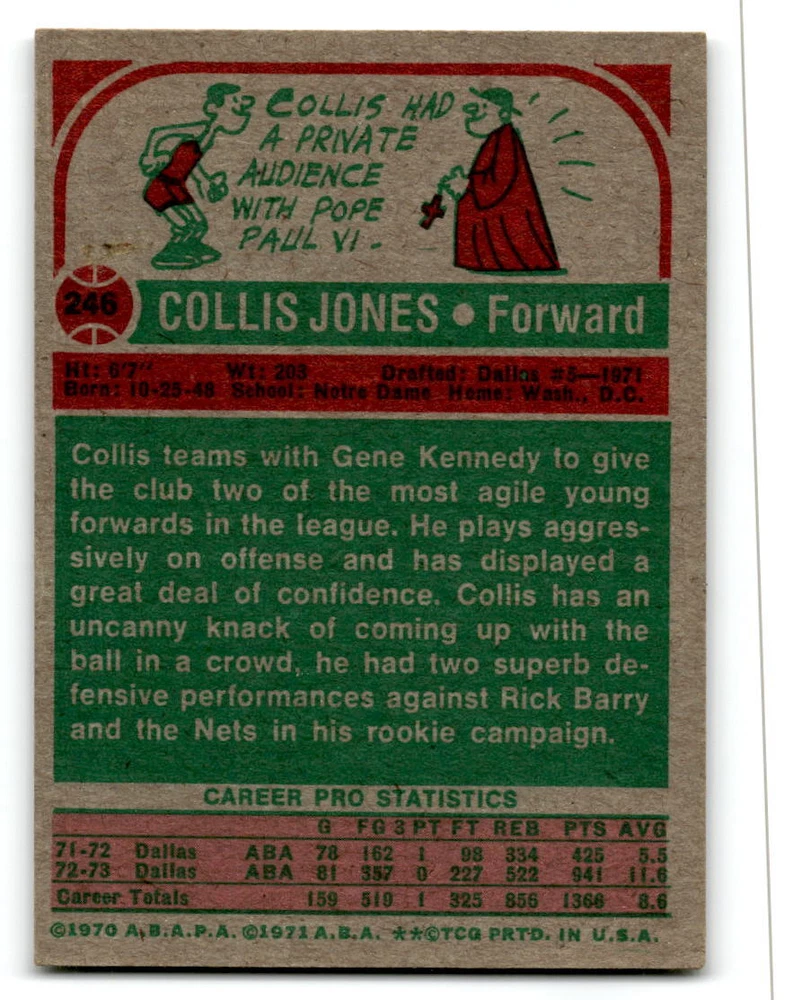 COLLIS HAD
A PRIVATE
AUDIENCE
WITH POPE
PAUL VI.
246
COLLIS JONES • Forward
Ht: 6'7" Wt: 203 Drafted: Dallas #5—1971
Born: 10-25-48 School: Notre Dame Home: Wash., D.C.
Collis teams with Gene Kennedy to give
the club two of the most agile young
forwards in the league. He plays aggres-
sively on offense and has displayed a
great deal of confidence. Collis has an
uncanny knack of coming up with the
ball in a crowd, he had two superb de-
fensive performances against Rick Barry
and the Nets in his rookie campaign.
CAREER PRO STATISTICS
G FG 3PT FT REB PTS AVG
71-72 Dallas ABA 78 162 1 98 334 425 5.5
72-73 Dallas ABA 81 357 0 227 522 941 11.6
Career Totals 159 519 1 325 856 1366 8.6
©1970 A.B.A.P.A. ©1971 A.B.A. **©TCG PRT'D. IN U.S.A.